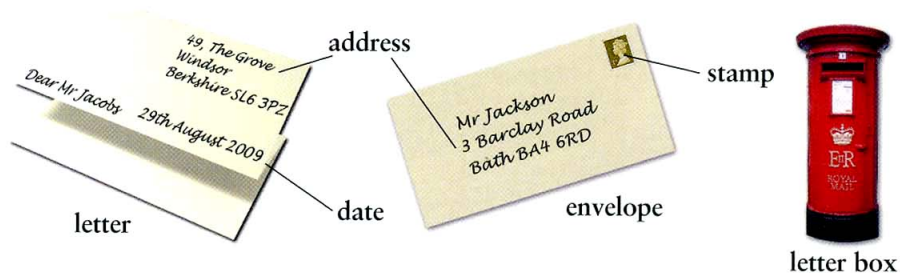 49, The Grove
Windsor
Berkshire SL6 3PZ
Dear Mr Jacobs 29th August 2009
letter
address
date
Mr Jackson
3 Barclay Road
Bath BA4 6RD
stamp
envelope
E II R
ROYAL
MAIL
letter box